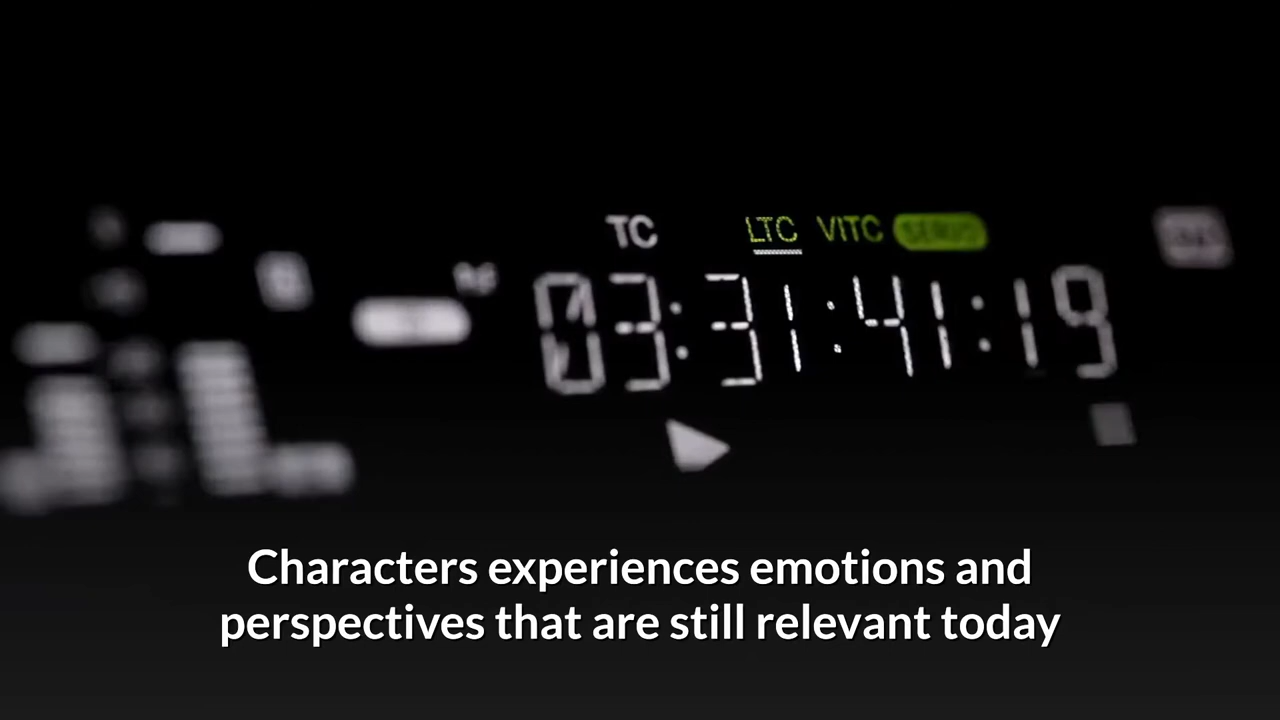 TC LTC VITC
03:31:41:19
Characters experiences emotions and
perspectives that are still relevant today